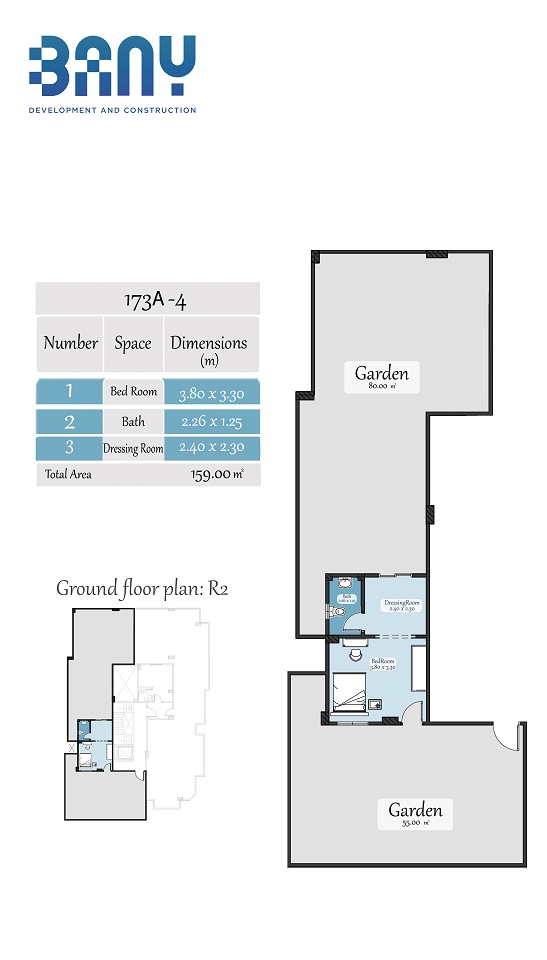 BANY
DEVELOPMENT AND CONSTRUCTION
173A-4
Number Space Dimensions
(m)
1 Bed Room 3.80 x 3.30
2 Bath 2.26 x 1.25
3 Dressing Room 2.40 x 2.30
Total Area 159.00 m²
Garden
80.00 m²
Bath
2.26 x 1.25
DressingRoom
2.40 x 2.30
BedRoom
3.80 x 3.30
Garden
55.00 m²
Ground floor plan: R2